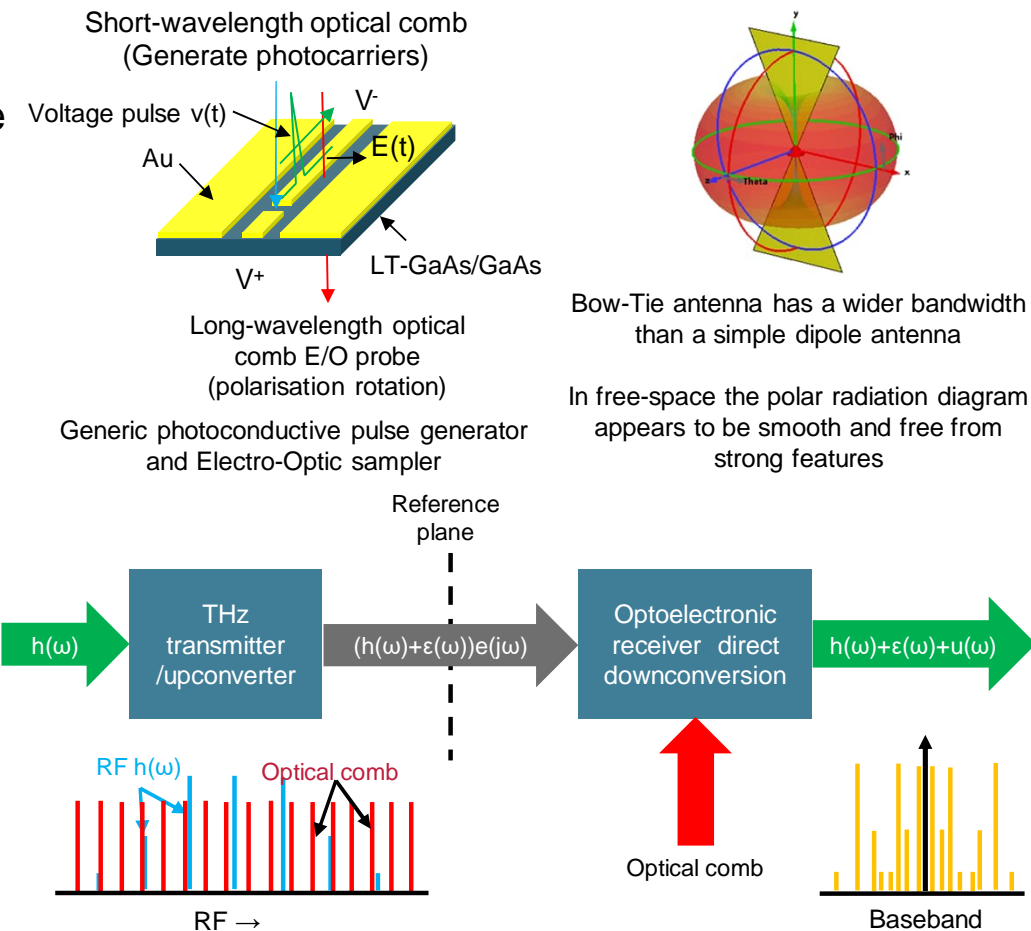 Short-wavelength optical comb
(Generate photocarriers)
e
Voltage pulse v(t)
V-
Au
E(t)
LT-GaAs/GaAs
V+
Long-wavelength optical
comb E/O probe
(polarisation rotation)
Generic photoconductive pulse generator
and Electro-Optic sampler
y
Phi
z
Theta
x
Bow-Tie antenna has a wider bandwidth
than a simple dipole antenna
In free-space the polar radiation diagram
appears to be smooth and free from
strong features
Reference
plane
h(ω)
THz
transmitter
/upconverter
(h(ω)+ε(ω))e(jω)
Optoelectronic
receiver direct
downconversion
h(ω)+ε(ω)+u(ω)
RF h(ω)
Optical comb
RF →
Optical comb
Baseband